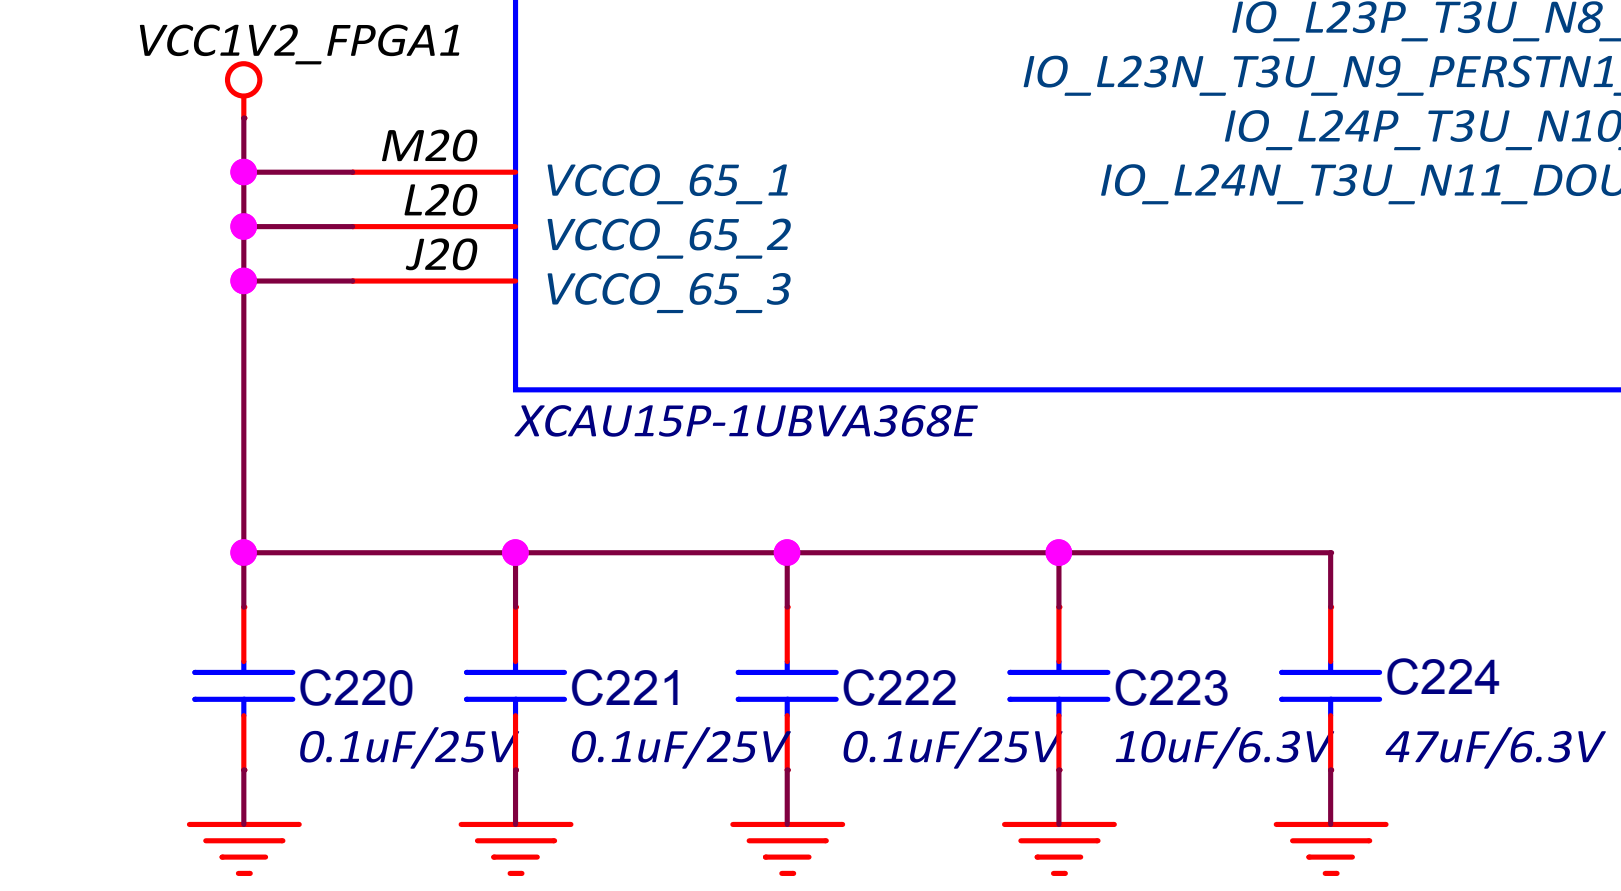 VCC1V2_FPGA1
M20
L20
J20
VCCO_65_1
VCCO_65_2
VCCO_65_3
IO_L23P_T3U_N8_
IO_L23N_T3U_N9_PERSTN1_
IO_L24P_T3U_N10_
IO_L24N_T3U_N11_DOU
XCAU15P-1UBVA368E
C220
0.1uF/25V
C221
0.1uF/25V
C222
0.1uF/25V
C223
10uF/6.3V
C224
47uF/6.3V